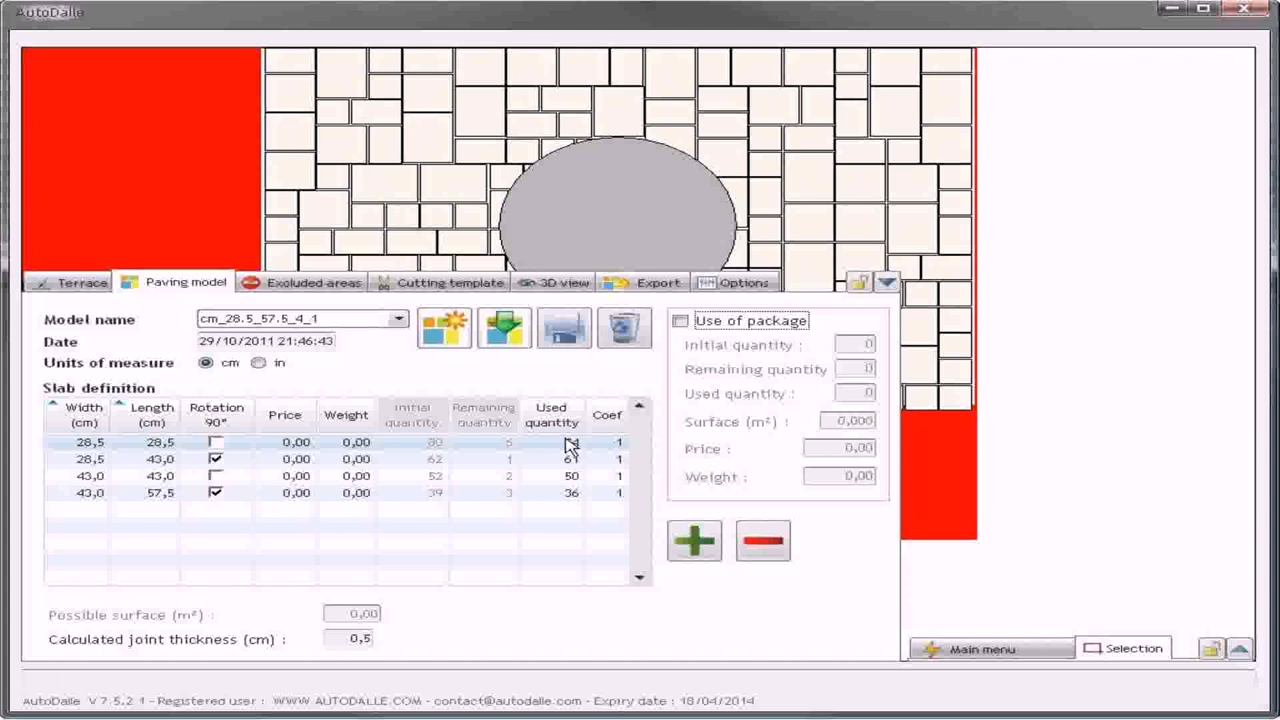 AutoDalle
Terrace Paving model Excluded areas Cutting template 3D view Export Options
Model name cm_28.5_57.5_4_1
Date 29/10/2011 21:46:43
Units of measure cm in
Slab definition
Width (cm) Length (cm) Rotation 90° Price Weight Initial quantity Remaining quantity Used quantity Coef
28,5 28,5 0,00 0,00 80 6 1
28,5 43,0 0,00 0,00 62 1 61 1
43,0 43,0 0,00 0,00 52 2 50 1
43,0 57,5 0,00 0,00 39 3 36 1
Possible surface (m²) : 0,00
Calculated joint thickness (cm) : 0,5
Use of package
Initial quantity : 0
Remaining quantity 0
Used quantity : 0
Surface (m²) : 0,000
Price : 0,00
Weight : 0,00
Main menu Selection
AutoDalle V 7.5.2.1 - Registered user : WWW.AUTODALLE.COM - contact@autodalle.com - Expiry date : 18/04/2014